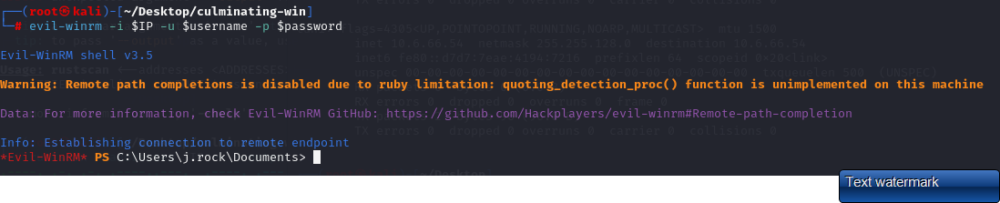 ┌──(root㉿kali)-[~/Desktop/culminating-win]
└─# evil-winrm -i $IP -u $username -p $password
Evil-WinRM shell v3.5
Warning: Remote path completions is disabled due to ruby limitation: quoting_detection_proc() function is unimplemented on this machine
Data: For more information, check Evil-WinRM GitHub: https://github.com/Hackplayers/evil-winrm#Remote-path-completion
Info: Establishing connection to remote endpoint
*Evil-WinRM* PS C:\Users\j.rock\Documents>
Text watermark